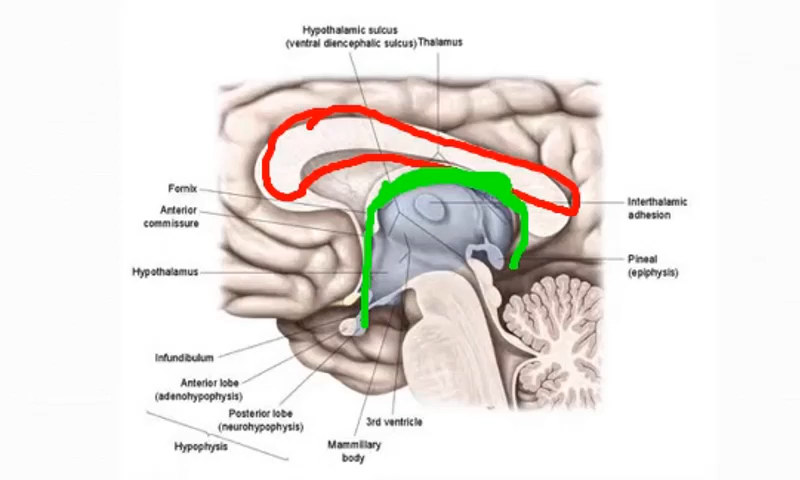 Hypothalamic sulcus
(ventral diencephalic sulcus) Thalamus
Fornix
Anterior
commissure
Interthalamic
adhesion
Hypothalamus
Pineal
(epiphysis)
Infundibulum
Anterior lobe
(adenohypophysis)
Posterior lobe
(neurohypophysis)
3rd ventricle
Hypophysis
Mammillary
body